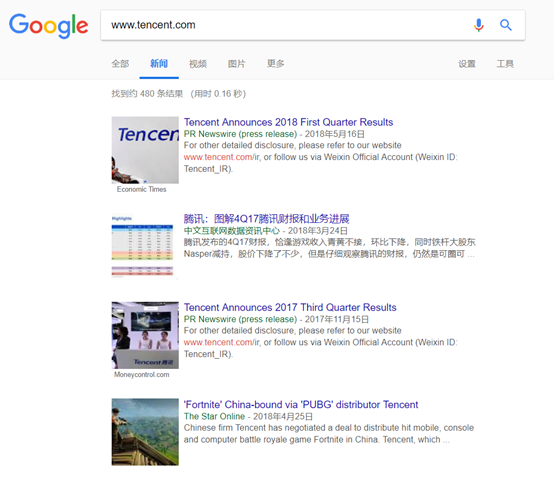 Google
www.tencent.com
全部 新闻 视频 图片 更多 设置 工具
找到约 480 条结果 （用时 0.16 秒）
Tencent
Economic Times
Tencent Announces 2018 First Quarter Results
PR Newswire (press release) - 2018年5月16日
For other detailed disclosure, please refer to our website
www.tencent.com/ir, or follow us via Weixin Official Account (Weixin ID:
Tencent_IR).
Highlights
腾讯：图解4Q17腾讯财报和业务进展
中文互联网数据资讯中心 - 2018年3月24日
腾讯发布的4Q17财报，恰逢游戏收入青黄不接，环比下降，同时铁杆大股东
Nasper减持，股价下降了不少，但是仔细观察腾讯的财报，仍然是可圈可 ...
Tencent 腾讯
Moneycontrol.com
Tencent Announces 2017 Third Quarter Results
PR Newswire (press release) - 2017年11月15日
For other detailed disclosure, please refer to our website
www.tencent.com/ir, or follow us via Weixin Official Account (Weixin ID:
Tencent_IR).
'Fortnite' China-bound via 'PUBG' distributor Tencent
The Star Online - 2018年4月25日
Chinese firm Tencent has negotiated a deal to distribute hit mobile, console
and computer battle royale game Fortnite in China. Tencent, which ...